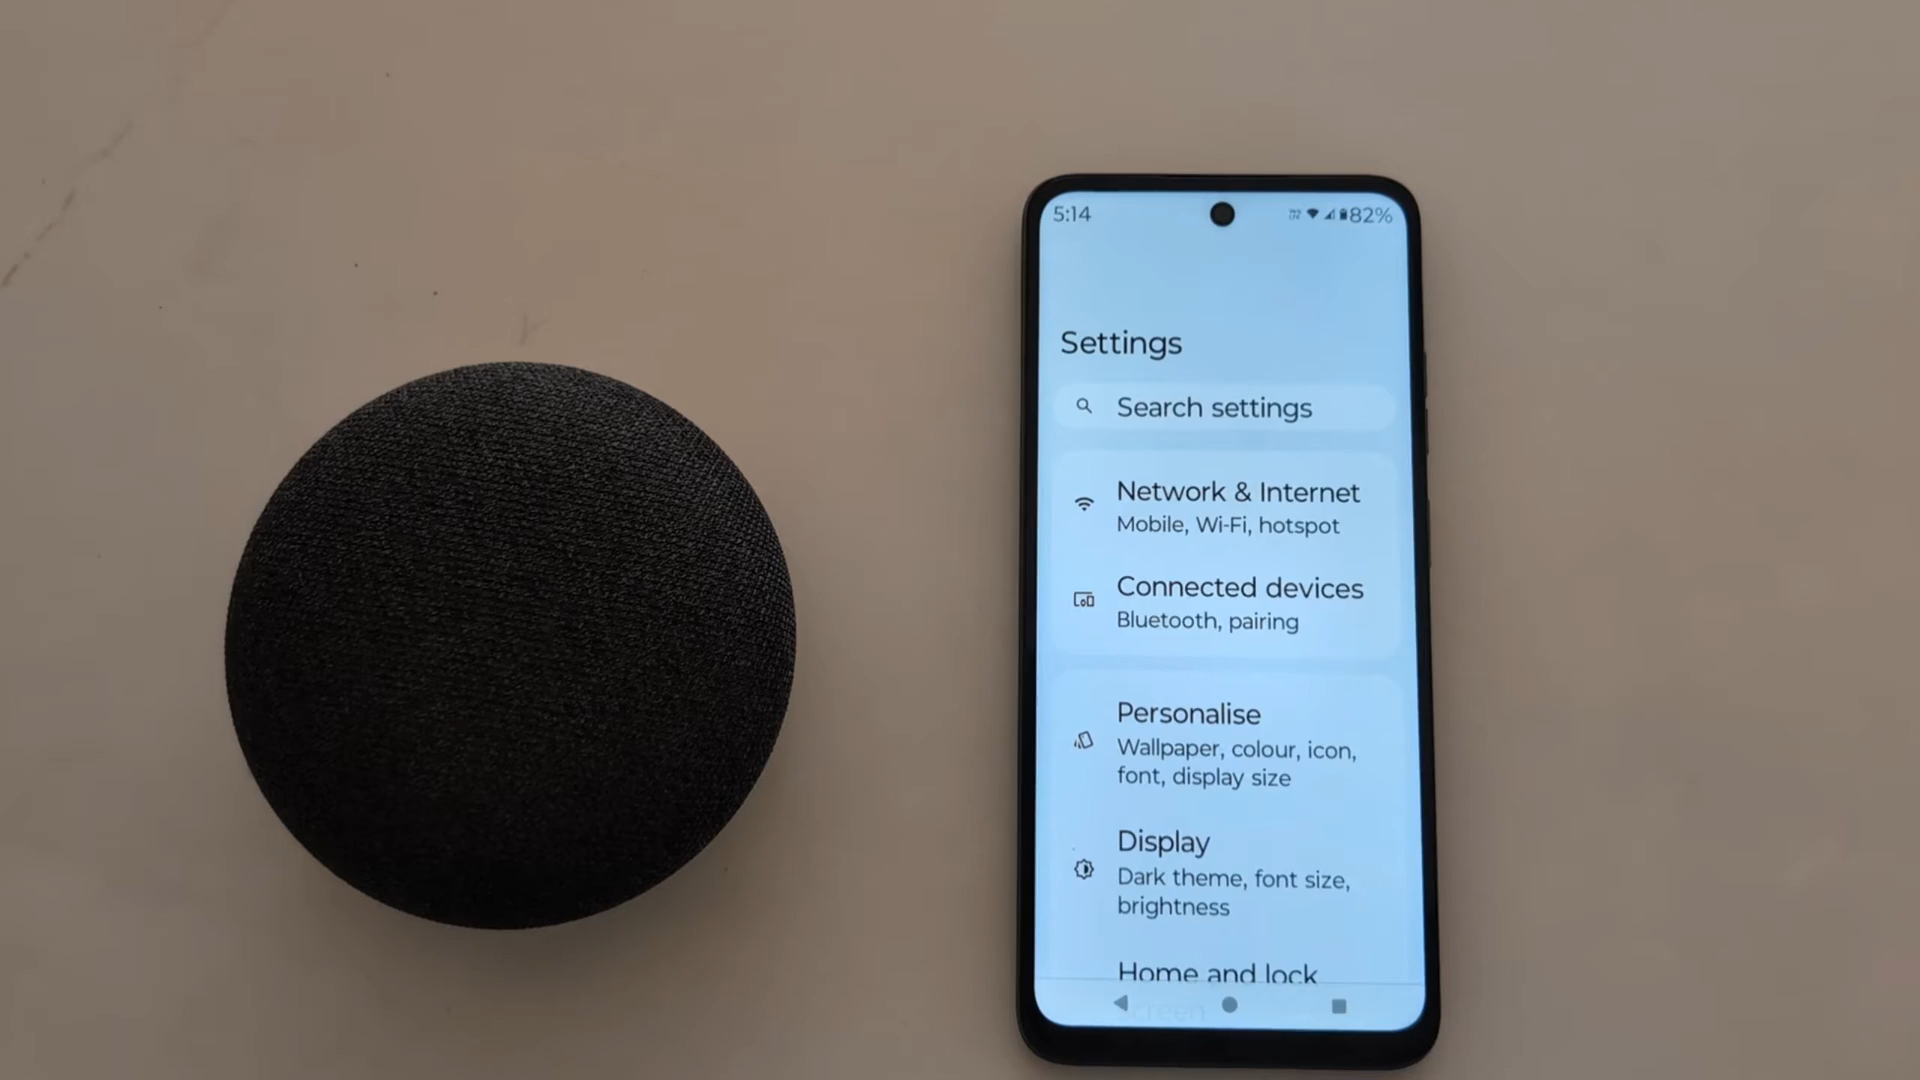 5:14
82%
Settings
Search settings
Network & Internet
Mobile, Wi-Fi, hotspot
Connected devices
Bluetooth, pairing
Personalise
Wallpaper, colour, icon,
font, display size
Display
Dark theme, font size,
brightness
Home and lock
screen